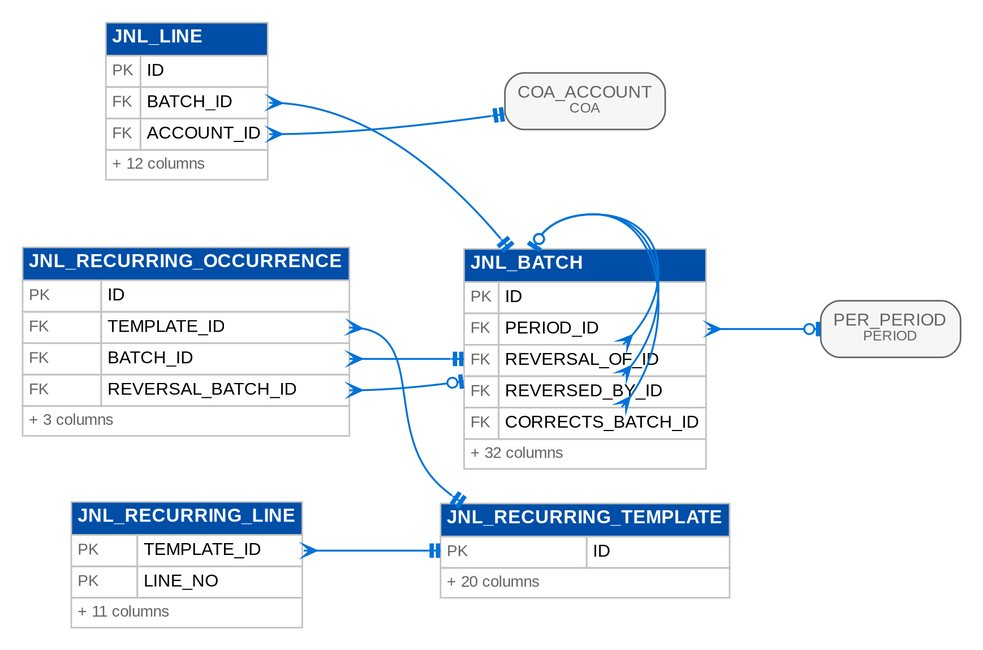 JNL_LINE
PK ID
FK BATCH_ID
FK ACCOUNT_ID
+ 12 columns
COA_ACCOUNT
COA
JNL_RECURRING_OCCURRENCE
PK ID
FK TEMPLATE_ID
FK BATCH_ID
FK REVERSAL_BATCH_ID
+ 3 columns
JNL_BATCH
PK ID
FK PERIOD_ID
FK REVERSAL_OF_ID
FK REVERSED_BY_ID
FK CORRECTS_BATCH_ID
+ 32 columns
PER_PERIOD
PERIOD
JNL_RECURRING_LINE
PK TEMPLATE_ID
PK LINE_NO
+ 11 columns
JNL_RECURRING_TEMPLATE
PK ID
+ 20 columns